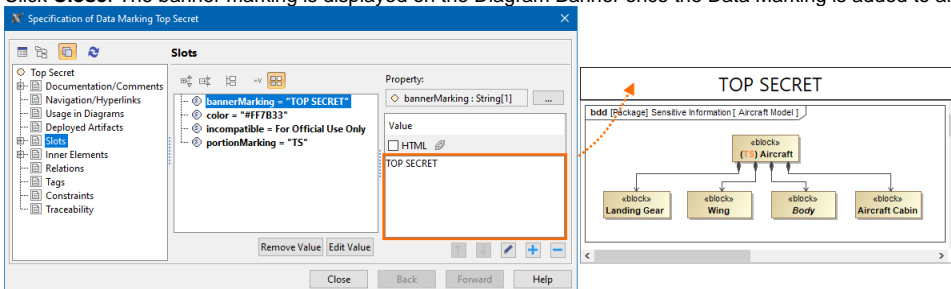 Click Close. The banner marking is displayed on the Diagram Banner once the Data Marking is added to an
Specification of Data Marking Top Secret
Slots
Top Secret
Documentation/Comments
Navigation/Hyperlinks
Usage in Diagrams
Deployed Artifacts
Slots
Inner Elements
Relations
Tags
Constraints
Traceability
bannerMarking = "TOP SECRET"
color = "#FF7B33"
incompatible = For Official Use Only
portionMarking = "TS"
Remove Value Edit Value
Property:
bannerMarking : String[1] ...
Value
HTML
TOP SECRET
Close Back Forward Help
TOP SECRET
bdd [Package] Sensitive Information [ Aircraft Model ]
«block»
(TS) Aircraft
«block» «block» «block» «block»
Landing Gear Wing Body Aircraft Cabin